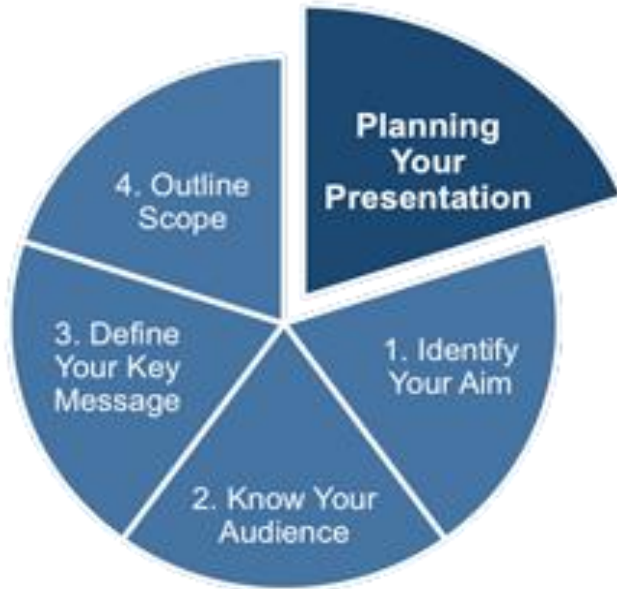 Planning
Your
Presentation
1. Identify
Your Aim
2. Know Your
Audience
3. Define
Your Key
Message
4. Outline
Scope